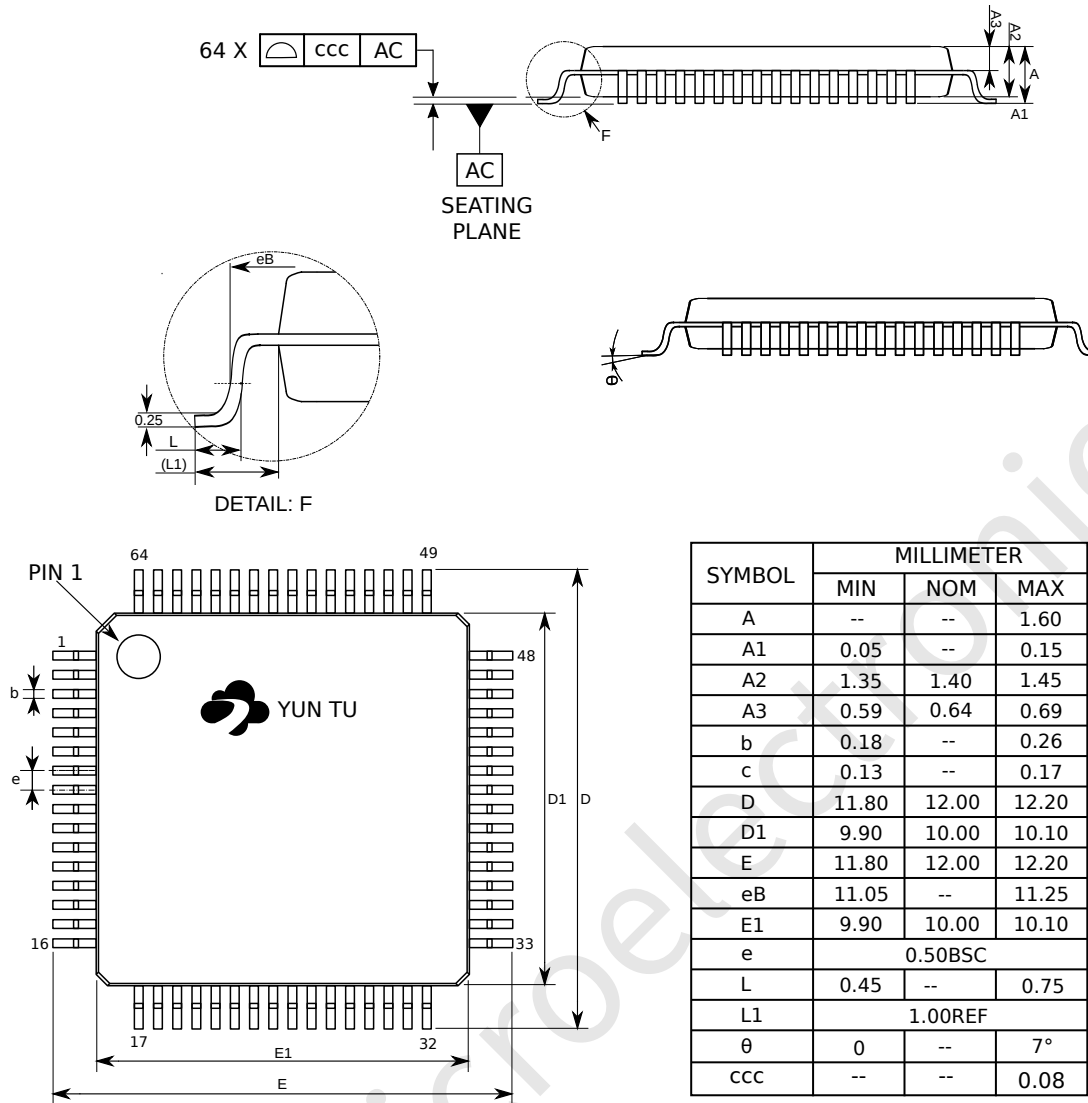 64 X ccc AC
A3
A2
A
A1
F
AC
SEATING
PLANE
eB
0.25
L
(L1)
DETAIL: F
θ
64
49
PIN 1
1
48
b
YUN TU
e
D1
D
16
33
17
32
E1
E
SYMBOL MILLIMETER
MIN NOM MAX
A -- -- 1.60
A1 0.05 -- 0.15
A2 1.35 1.40 1.45
A3 0.59 0.64 0.69
b 0.18 -- 0.26
c 0.13 -- 0.17
D 11.80 12.00 12.20
D1 9.90 10.00 10.10
E 11.80 12.00 12.20
eB 11.05 -- 11.25
E1 9.90 10.00 10.10
e 0.50BSC
L 0.45 -- 0.75
L1 1.00REF
θ 0 -- 7°
ccc -- -- 0.08